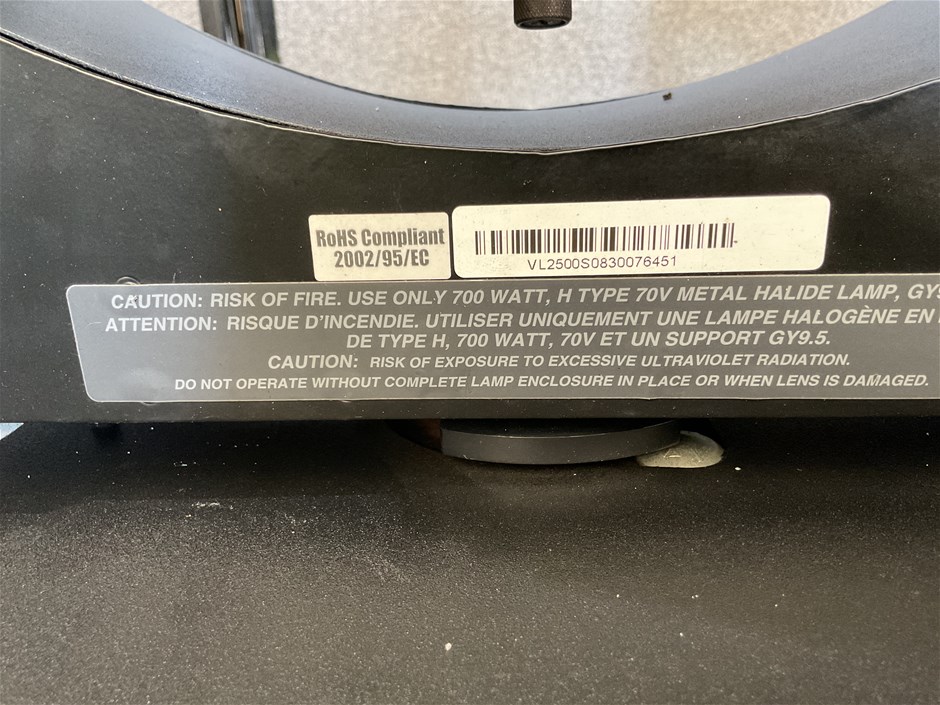 RoHS Compliant
2002/95/EC
VL2500S0830076451
CAUTION: RISK OF FIRE. USE ONLY 700 WATT, H TYPE 70V METAL HALIDE LAMP,
ATTENTION: RISQUE D'INCENDIE. UTILISER UNIQUEMENT UNE LAMPE HALOGÈNE EN
DE TYPE H, 700 WATT, 70V ET UN SUPPORT GY9.5.
CAUTION: RISK OF EXPOSURE TO EXCESSIVE ULTRAVIOLET RADIATION.
DO NOT OPERATE WITHOUT COMPLETE LAMP ENCLOSURE IN PLACE OR WHEN LENS IS DAMAGED.